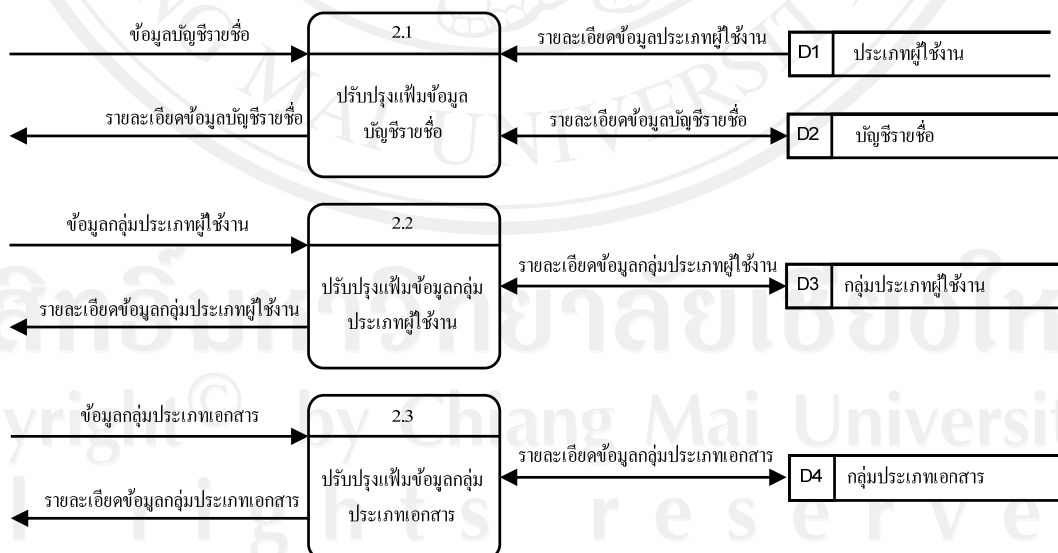 ข้อมูลบัญชีรายชื่อ
2.1
รายละเอียดข้อมูลประเภทผู้ใช้งาน
D1
ประเภทผู้ใช้งาน
ปรับปรุงแฟ้มข้อมูล
บัญชีรายชื่อ
รายละเอียดข้อมูลบัญชีรายชื่อ
รายละเอียดข้อมูลบัญชีรายชื่อ
D2
บัญชีรายชื่อ
ข้อมูลกลุ่มประเภทผู้ใช้งาน
2.2
รายละเอียดข้อมูลกลุ่มประเภทผู้ใช้งาน
D3
กลุ่มประเภทผู้ใช้งาน
ปรับปรุงแฟ้มข้อมูลกลุ่ม
ประเภทผู้ใช้งาน
รายละเอียดข้อมูลกลุ่มประเภทผู้ใช้งาน
ข้อมูลกลุ่มประเภทเอกสาร
2.3
รายละเอียดข้อมูลกลุ่มประเภทเอกสาร
D4
กลุ่มประเภทเอกสาร
ปรับปรุงแฟ้มข้อมูลกลุ่ม
ประเภทเอกสาร
รายละเอียดข้อมูลกลุ่มประเภทเอกสาร
by Chiang Mai